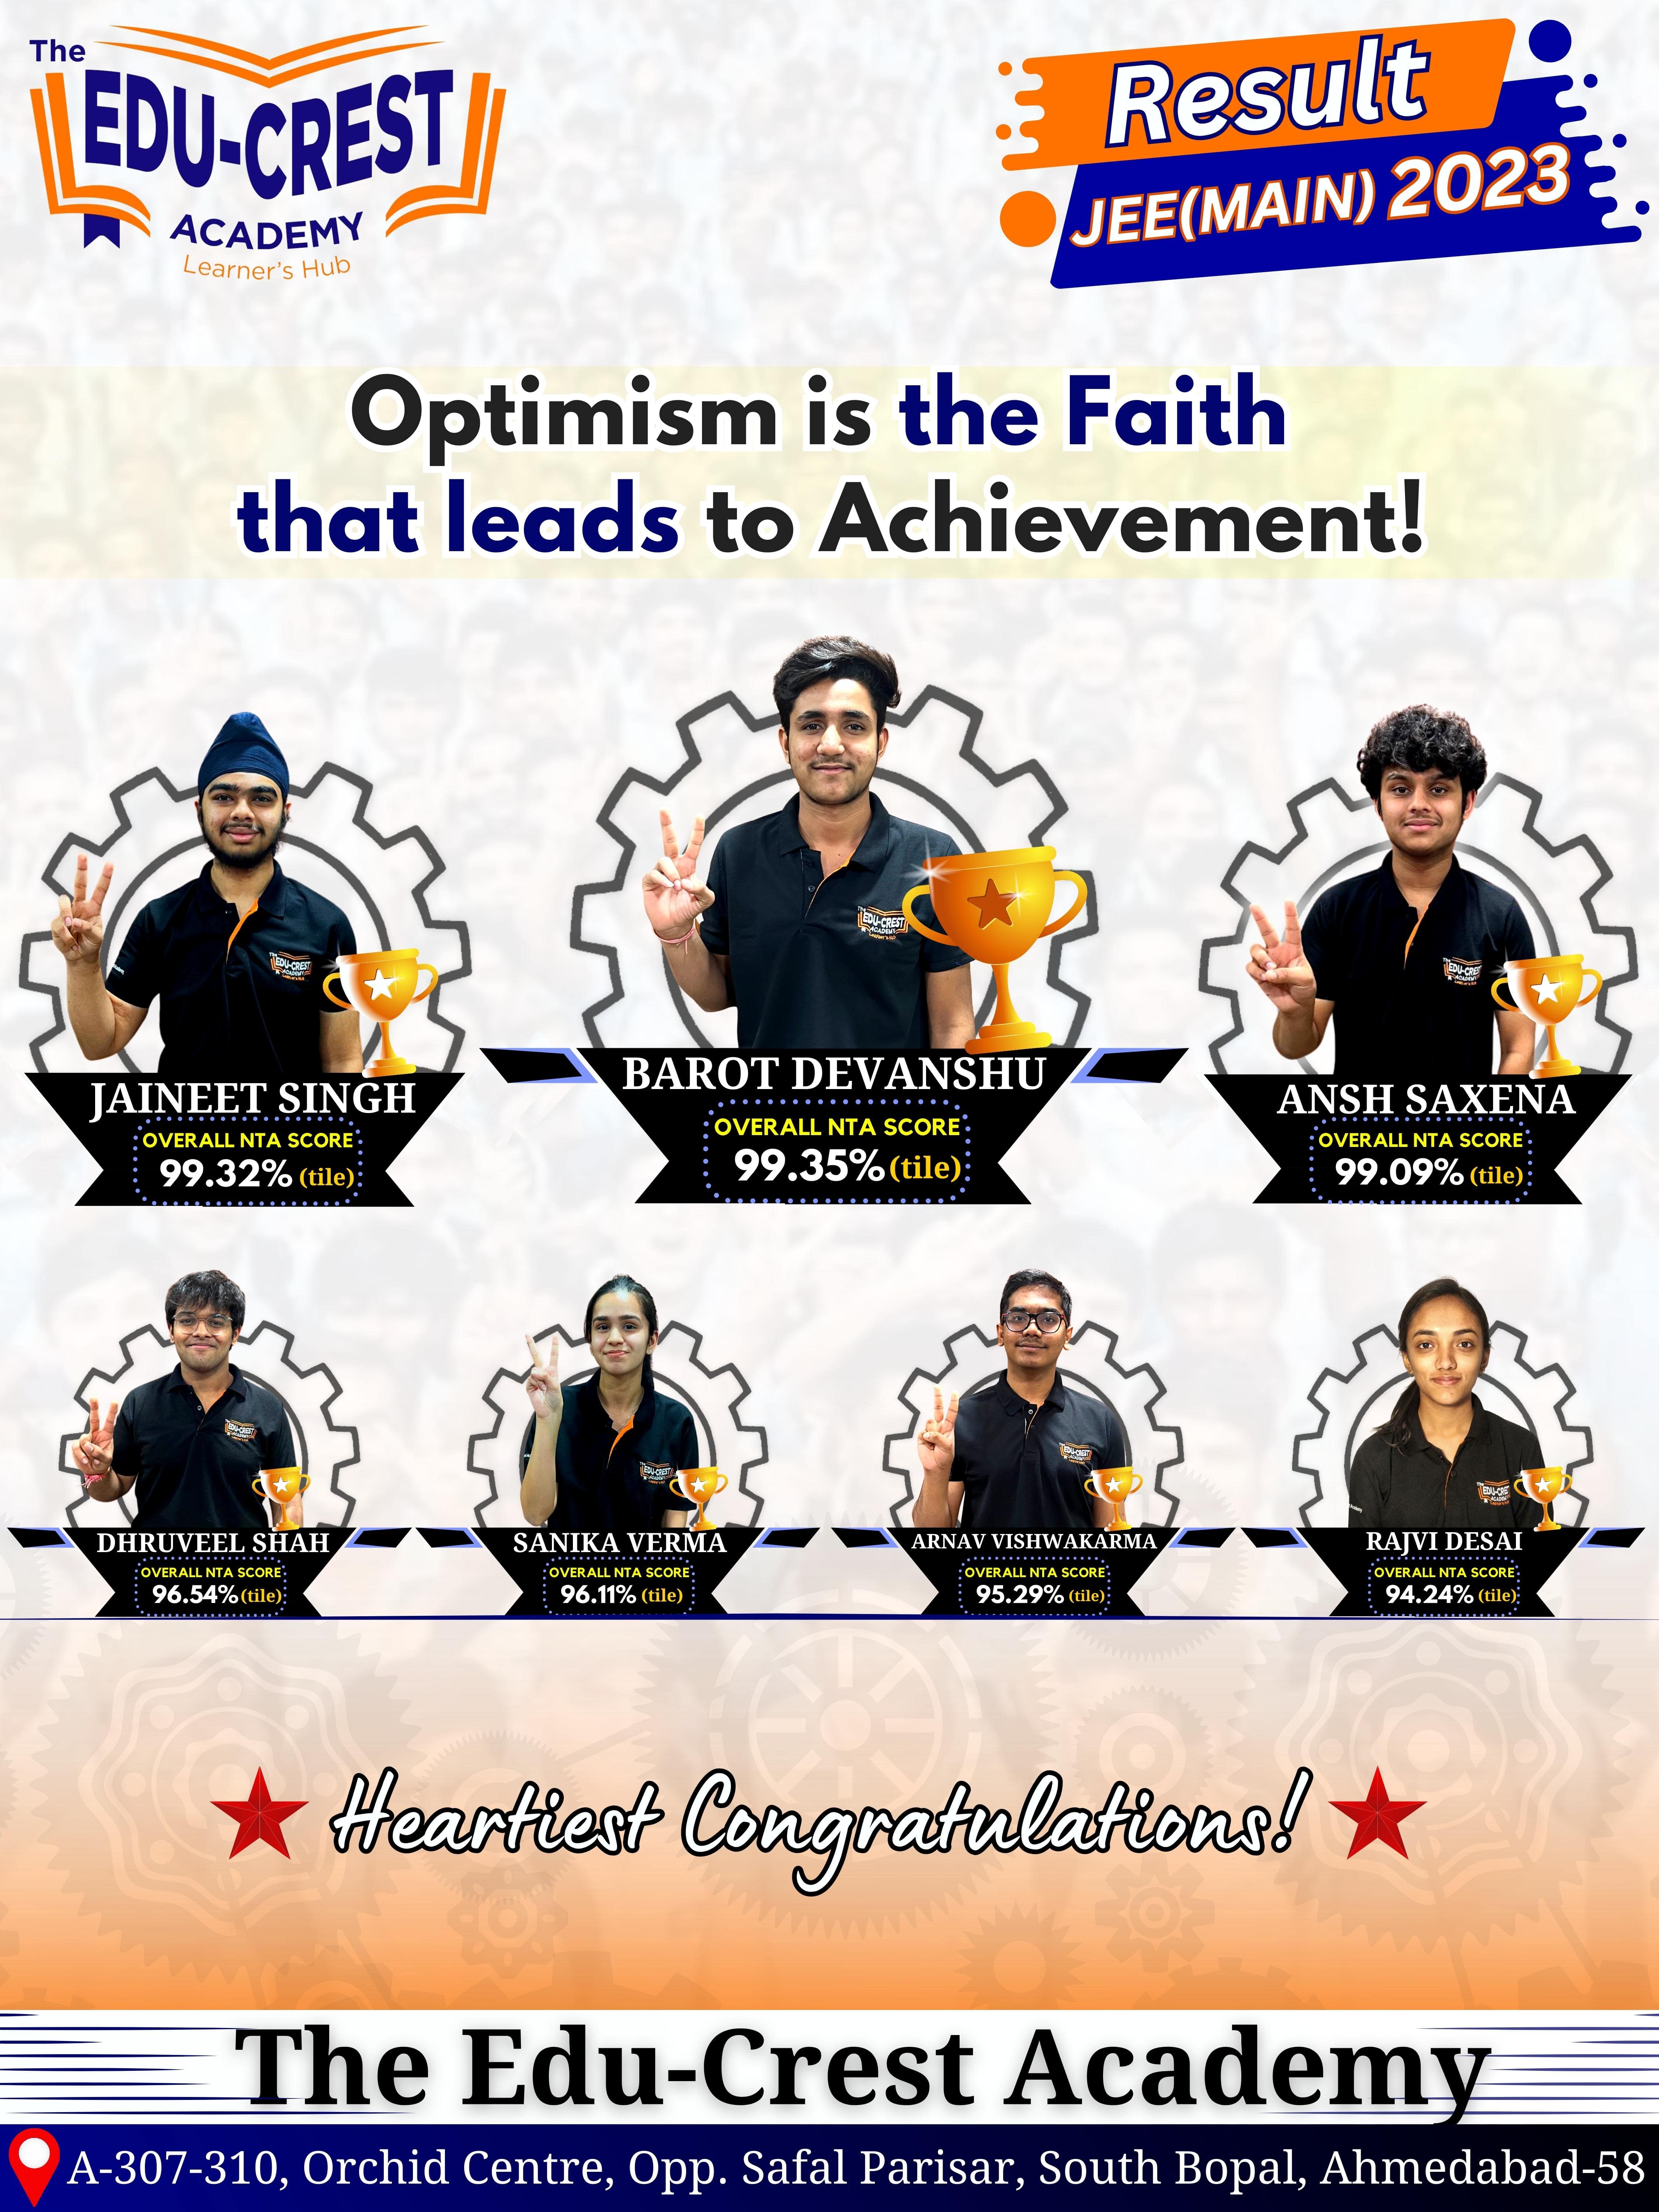 The
EDU-CREST
ACADEMY
Learner's Hub
Result
JEE(MAIN) 2023
Optimism is the Faith
that leads to Achievement!
JAINEET SINGH
OVERALL NTA SCORE
99.32% (tile)
BAROT DEVANSHU
OVERALL NTA SCORE
99.35% (tile)
ANSH SAXENA
OVERALL NTA SCORE
99.09% (tile)
DHRUVEEL SHAH
OVERALL NTA SCORE
96.54% (tile)
SANIKA VERMA
OVERALL NTA SCORE
96.11% (tile)
ARNAV VISHWAKARMA
OVERALL NTA SCORE
95.29% (tile)
RAJVI DESAI
OVERALL NTA SCORE
94.24% (tile)
Heartiest Congratulations!
The Edu-Crest Academy
A-307-310, Orchid Centre, Opp. Safal Parisar, South Bopal, Ahmedabad-58